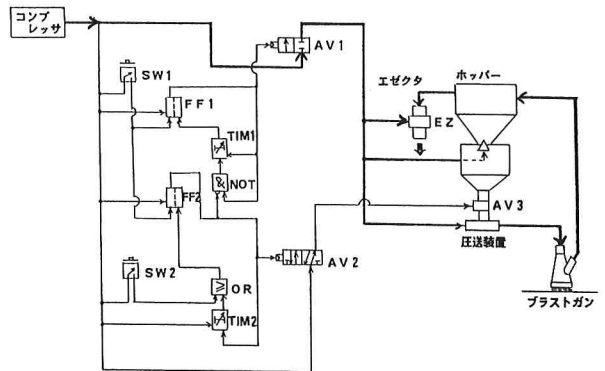 コンプ
レッサ
SW1
FF1
TIM1
NOT
FF2
SW2
OR
TIM2
AV1
AV2
エゼクタ
EZ
ホッパー
AV3
圧送装置
ブラストガン
&
≥